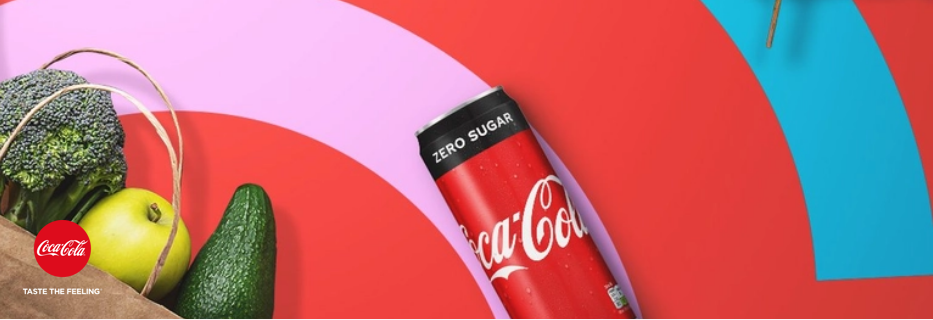 ZERO SUGAR
Coca-Cola
Coca-Cola
TASTE THE FEELING